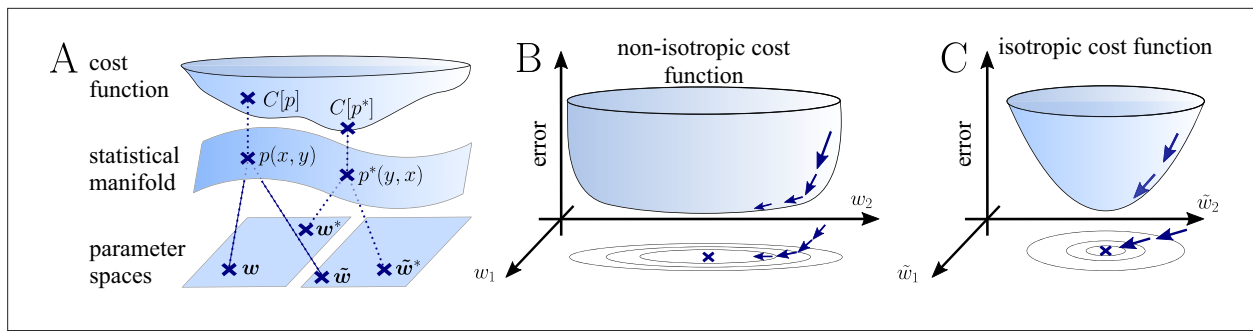 A
cost
function
C[p]
C[p*]
statistical
manifold
p(x, y)
p*(y, x)
parameter
spaces
w
w*
w̃
w̃*
B
non-isotropic cost
function
error
w₂
w₁
C
isotropic cost function
error
w̃₂
w̃₁